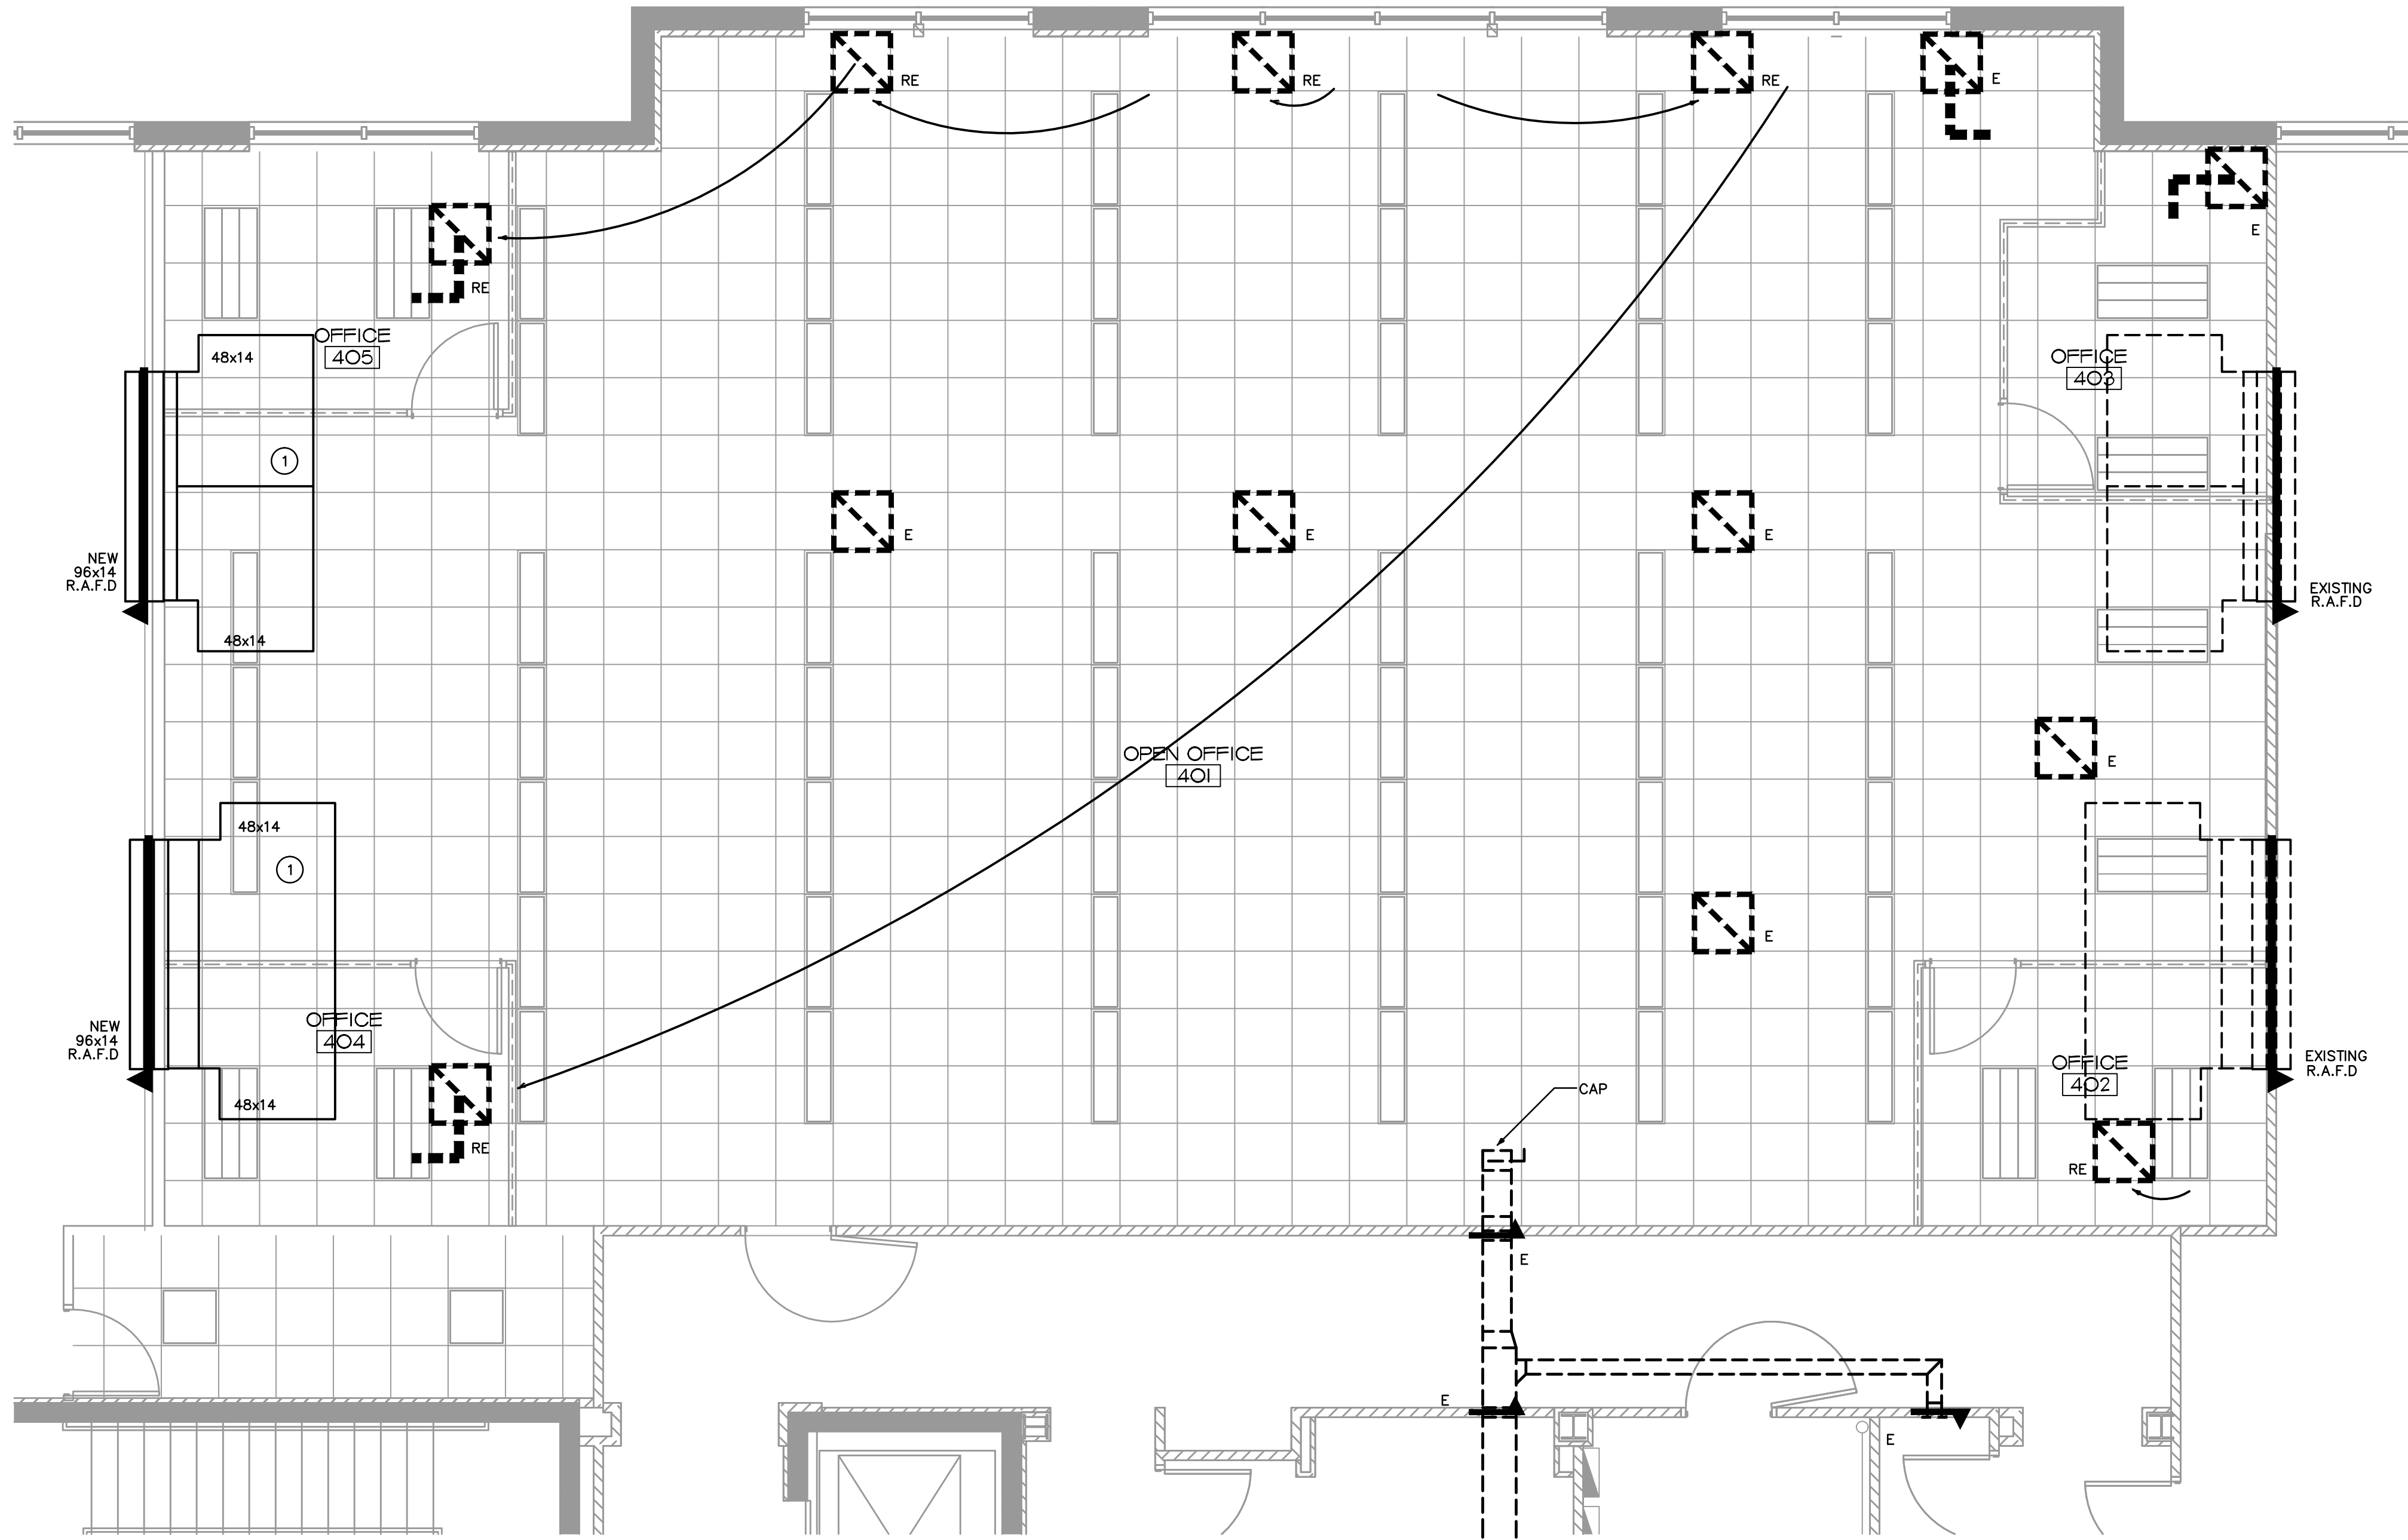 RE
RE
RE
E
E
RE
OFFICE
405
48x14
OFFICE
403
1
E
E
E
NEW
96x14
R.A.F.D
EXISTING
R.A.F.D
48x14
OPEN OFFICE
401
E
48x14
1
E
OFFICE
404
NEW
96x14
R.A.F.D
OFFICE
402
EXISTING
R.A.F.D
48x14
CAP
RE
RE
E
E
E